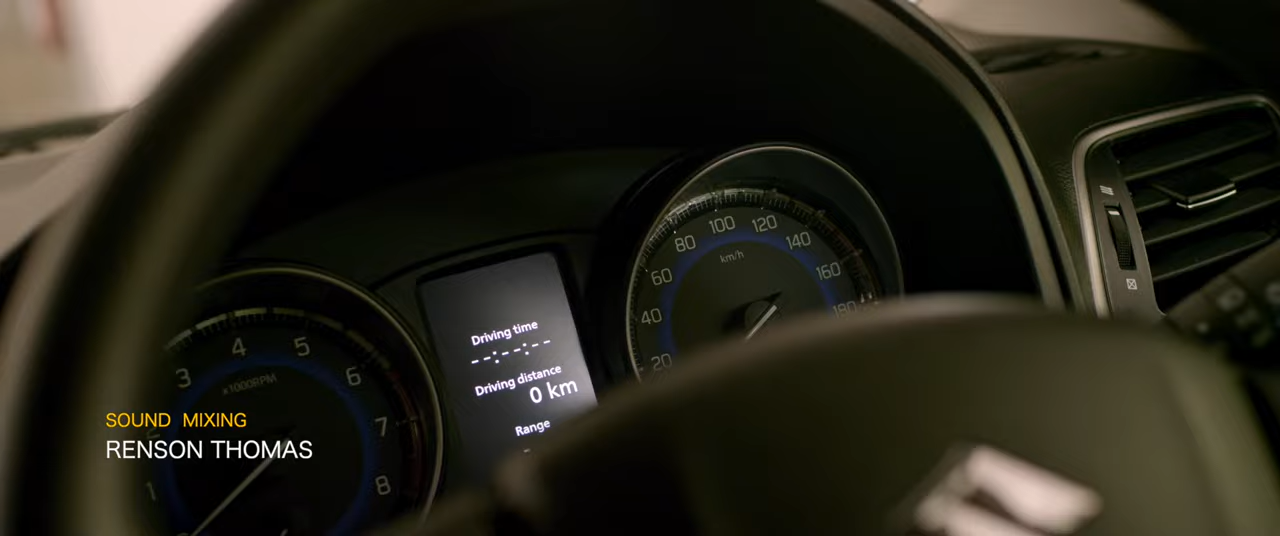 100
120
80
140
km/h
60
160
40
180
20
Driving time
--:--:--
Driving distance
0 km
Range
-
4
5
3
6
x1000RPM
7
8
1
SOUND MIXING
RENSON THOMAS